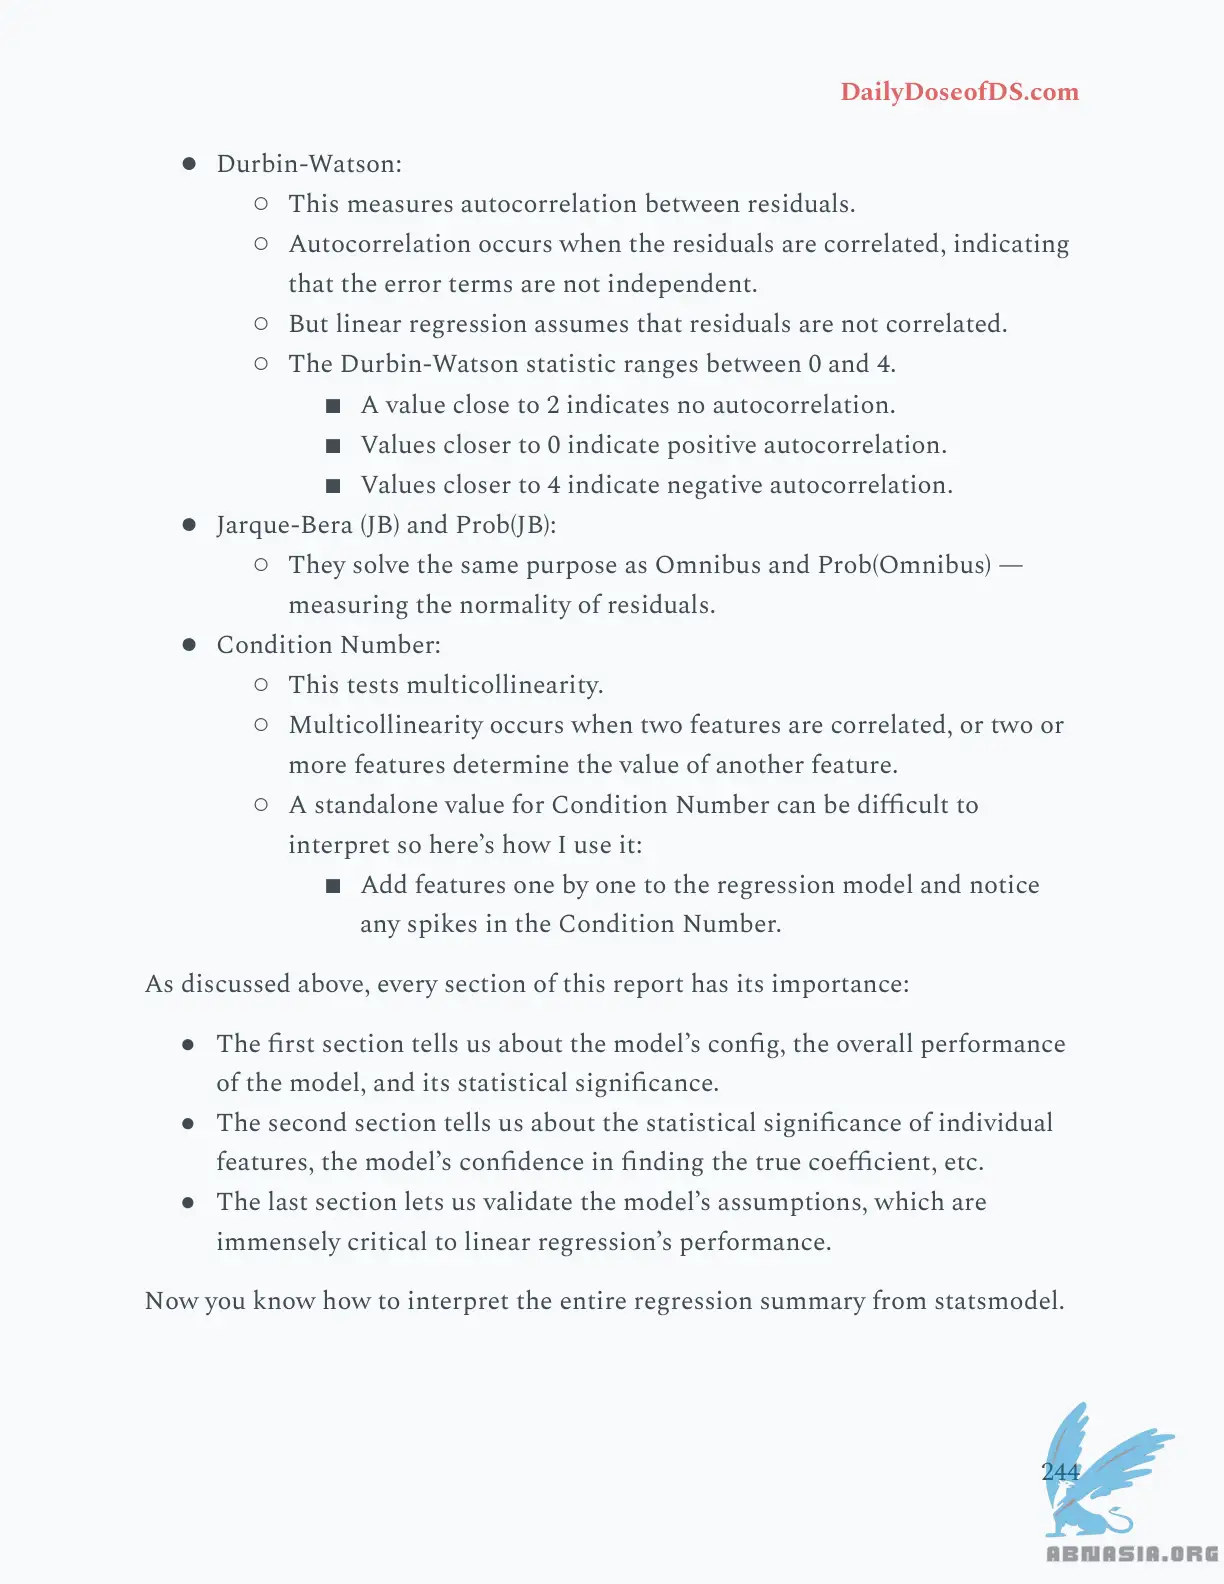 DailyDoseofDS.com
● Durbin-Watson:
○ This measures autocorrelation between residuals.
○ Autocorrelation occurs when the residuals are correlated, indicating
that the error terms are not independent.
○ But linear regression assumes that residuals are not correlated.
○ The Durbin-Watson statistic ranges between 0 and 4.
■ A value close to 2 indicates no autocorrelation.
■ Values closer to 0 indicate positive autocorrelation.
■ Values closer to 4 indicate negative autocorrelation.
● Jarque-Bera (JB) and Prob(JB):
○ They solve the same purpose as Omnibus and Prob(Omnibus) —
measuring the normality of residuals.
● Condition Number:
○ This tests multicollinearity.
○ Multicollinearity occurs when two features are correlated, or two or
more features determine the value of another feature.
○ A standalone value for Condition Number can be difficult to
interpret so here’s how I use it:
■ Add features one by one to the regression model and notice
any spikes in the Condition Number.
As discussed above, every section of this report has its importance:
● The first section tells us about the model’s config, the overall performance
of the model, and its statistical significance.
● The second section tells us about the statistical significance of individual
features, the model’s confidence in finding the true coefficient, etc.
● The last section lets us validate the model’s assumptions, which are
immensely critical to linear regression’s performance.
Now you know how to interpret the entire regression summary from statsmodel.
244
ABNASIA.ORG